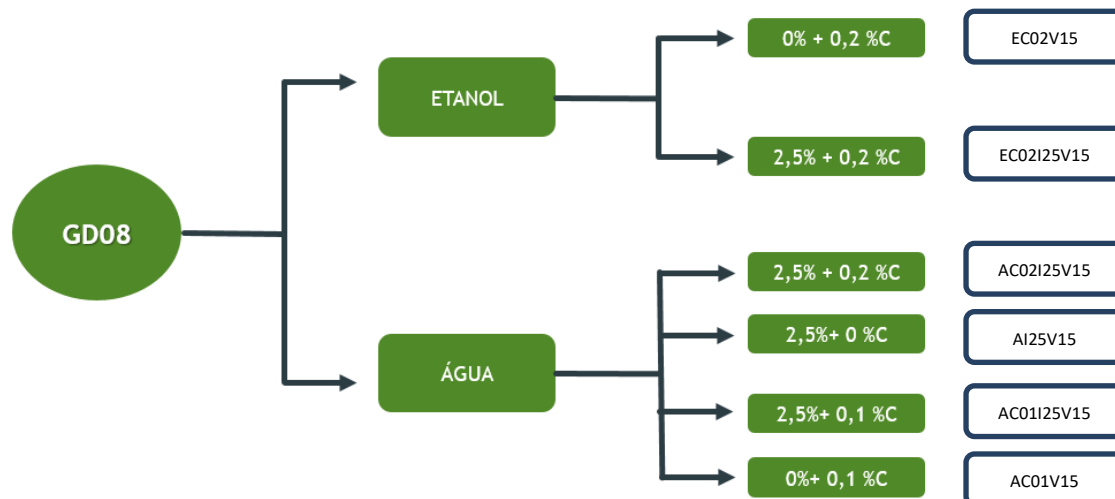 GD08
ETANOL
0% + 0,2 %C
EC02V15
2,5% + 0,2 %C
EC02I25V15
ÁGUA
2,5% + 0,2 %C
AC02I25V15
2,5%+ 0 %C
AI25V15
2,5%+ 0,1 %C
AC01I25V15
0%+ 0,1 %C
AC01V15